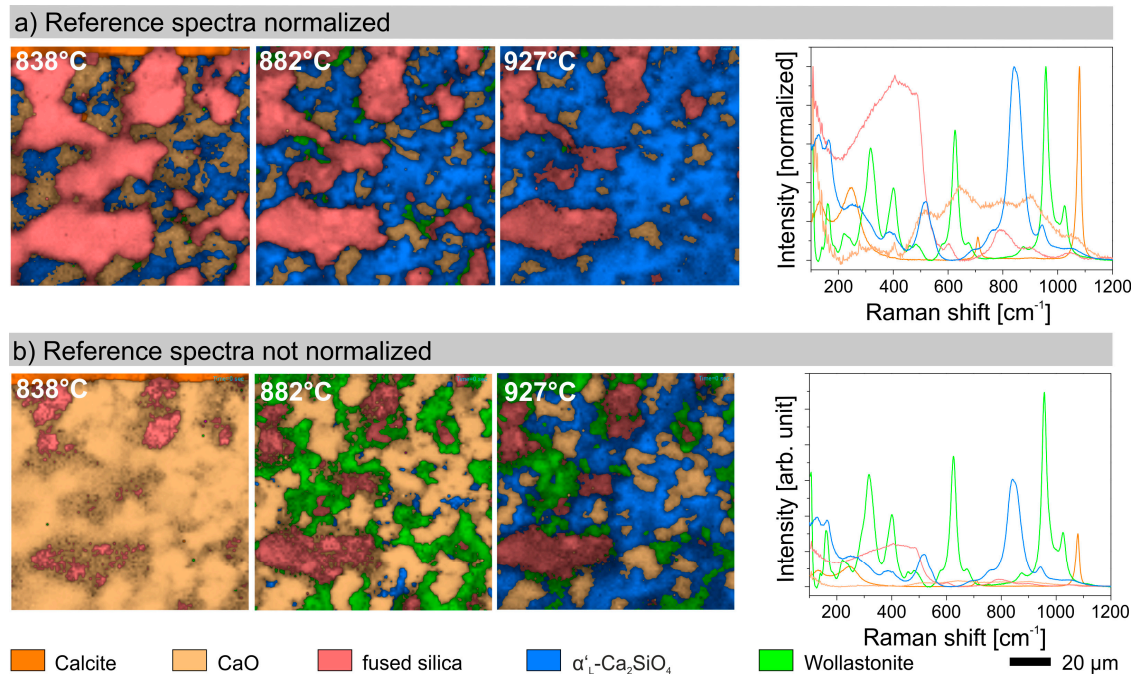 a) Reference spectra normalized
838°C 882°C 927°C
Intensity [normalized]
200 400 600 800 1000 1200
Raman shift [cm⁻¹]
b) Reference spectra not normalized
838°C 882°C 927°C
Intensity [arb. unit]
200 400 600 800 1000 1200
Raman shift [cm⁻¹]
Calcite CaO fused silica α'L-Ca₂SiO₄ Wollastonite 20 µm